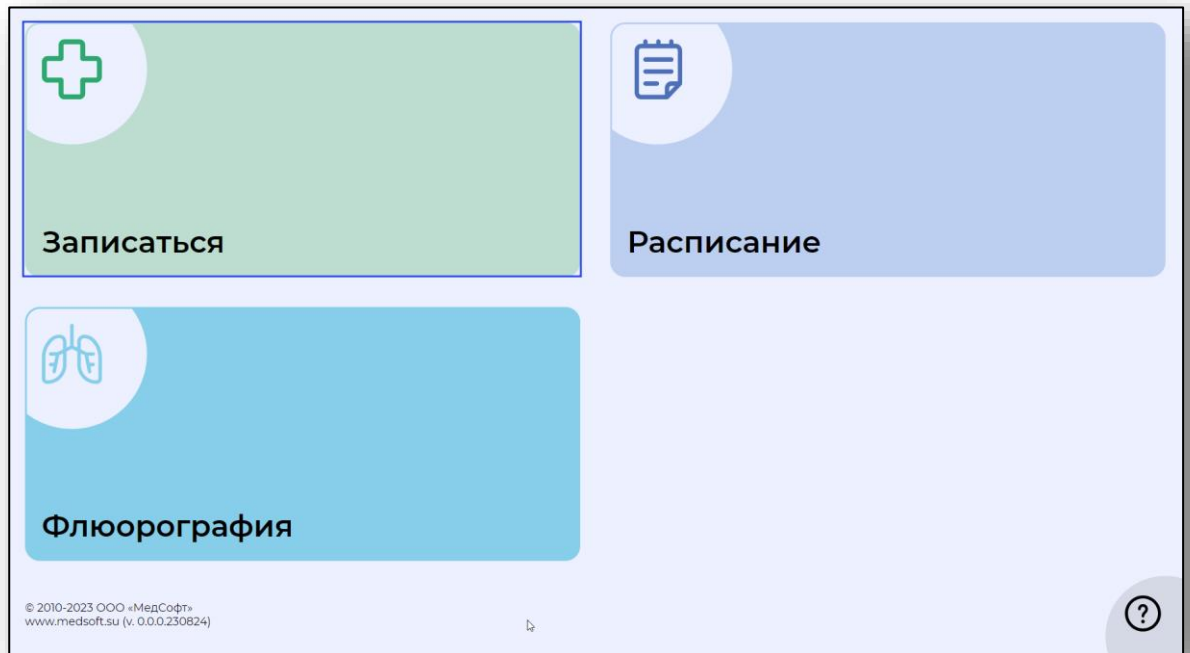 Записаться
Расписание
Флюорография
© 2010-2023 ООО «МедСофт»
www.medsoft.su (v. 0.0.0.230824)
?